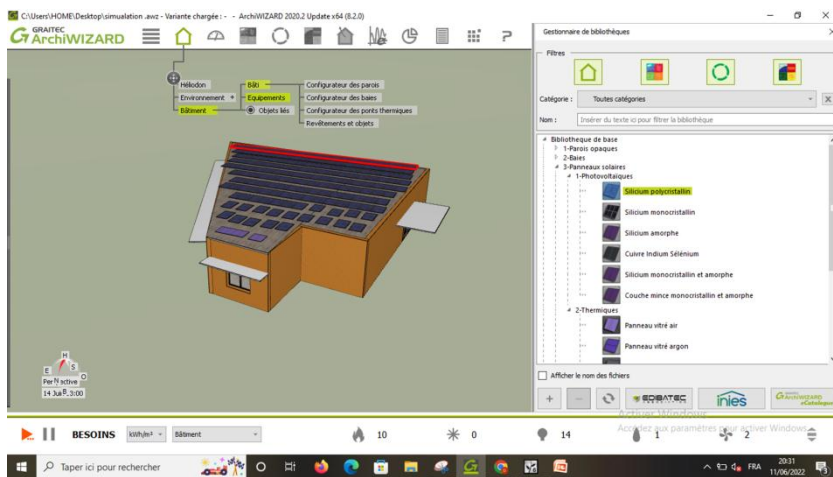 C:\Users\HOME\Desktop\simualation .awz - Variante chargée : - - ArchiWIZARD 2020.2 Update x64 (8.2.0)
GRAITEC
ArchiWIZARD
Héliodon
Environnement +
Bâtiment
Bâti
Equipements
Objets liés
Configurateur des parois
Configurateur des baies
Configurateur des ponts thermiques
Revêtements et objets
H
E S
O
14 3:00
Gestionnaire de bibliothèques
Filtres
Catégorie : Toutes catégories
Nom : Insérer du texte ici pour filtrer la bibliothèque
Bibliothèque de base
1-Parois opaques
2-Baies
3-Panneaux solaires
1-Photovoltaïques
Silicium polycristallin
Silicium monocristallin
Silicium amorphe
Cuivre Indium Sélénium
Silicium monocristallin et amorphe
Couche mince monocristallin et amorphe
2-Thermiques
Panneau vitré air
Panneau vitré argon
Afficher le nom des fichiers
EDIBATEC
inies
ArchiWIZARD
eCatalogue
Activer Windows
Accédez aux paramètres pour activer Windows.
BESOINS kWh/m² Bâtiment 10 0 14 1 2
Taper ici pour rechercher
FRA
20:31
11/06/2022